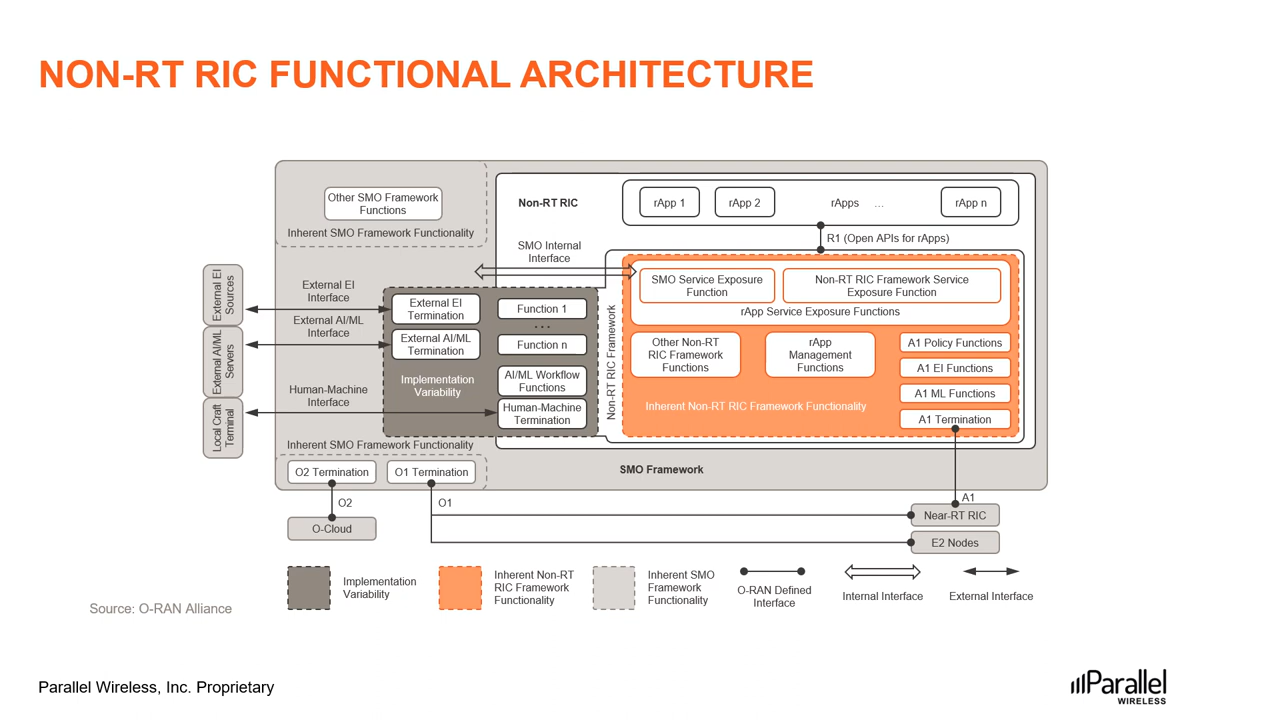 NON-RT RIC FUNCTIONAL ARCHITECTURE
Other SMO Framework
Functions
Inherent SMO Framework Functionality
Non-RT RIC
rApp 1
rApp 2
rApps ...
rApp n
R1 (Open APIs for rApps)
SMO Internal
Interface
SMO Service Exposure
Function
Non-RT RIC Framework Service
Exposure Function
rApp Service Exposure Functions
Non-RT RIC Framework
Other Non-RT
RIC Framework
Functions
rApp
Management
Functions
A1 Policy Functions
A1 EI Functions
A1 ML Functions
A1 Termination
Inherent Non-RT RIC Framework Functionality
External EI
Sources
External AI/ML
Servers
Local Craft
Terminal
External EI
Interface
External AI/ML
Interface
Human-Machine
Interface
External EI
Termination
External AI/ML
Termination
Implementation
Variability
Function 1
...
Function n
AI/ML Workflow
Functions
Human-Machine
Termination
Inherent SMO Framework Functionality
O2 Termination
O1 Termination
SMO Framework
O2
O1
A1
O-Cloud
Near-RT RIC
E2 Nodes
Implementation
Variability
Inherent Non-RT
RIC Framework
Functionality
Inherent SMO
Framework
Functionality
O-RAN Defined
Interface
Internal Interface
External Interface
Source: O-RAN Alliance
Parallel Wireless, Inc. Proprietary
Parallel
WIRELESS